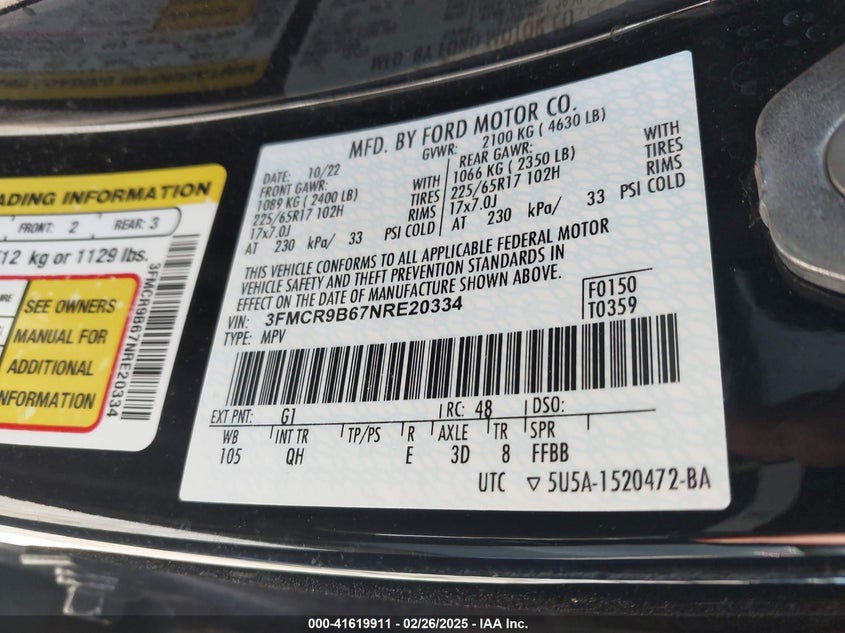 MFD. BY FORD MOTOR CO.
DATE: 10/22
GVWR: 2100 KG ( 4630 LB)
FRONT GAWR:
1089 KG ( 2400 LB)
225/65R17 102H
17x7.0J
AT 230 kPa/ 33 PSI COLD
WITH
TIRES
RIMS
REAR GAWR:
1066 KG ( 2350 LB)
225/65R17 102H
17x7.0J
AT 230 kPa/ 33 PSI COLD
WITH
TIRES
RIMS
THIS VEHICLE CONFORMS TO ALL APPLICABLE FEDERAL MOTOR
VEHICLE SAFETY AND THEFT PREVENTION STANDARDS IN
EFFECT ON THE DATE OF MANUFACTURE SHOWN ABOVE.
VIN: 3FMCR9B67NRE20334
TYPE: MPV
F0150
T0359
EXT PNT: G1 RC: 48 DSO:
WB INT TR TP/PS R AXLE TR SPR
105 QH E 3D 8 FFBB
UTC ▽ 5U5A-1520472-BA
ADING INFORMATION
FRONT: 2 REAR: 3
12 kg or 1129 lbs.
SEE OWNERS
MANUAL FOR
ADDITIONAL
INFORMATION
3FMCR9B67NRE20334
000-41619911 - 02/26/2025 - IAA Inc.